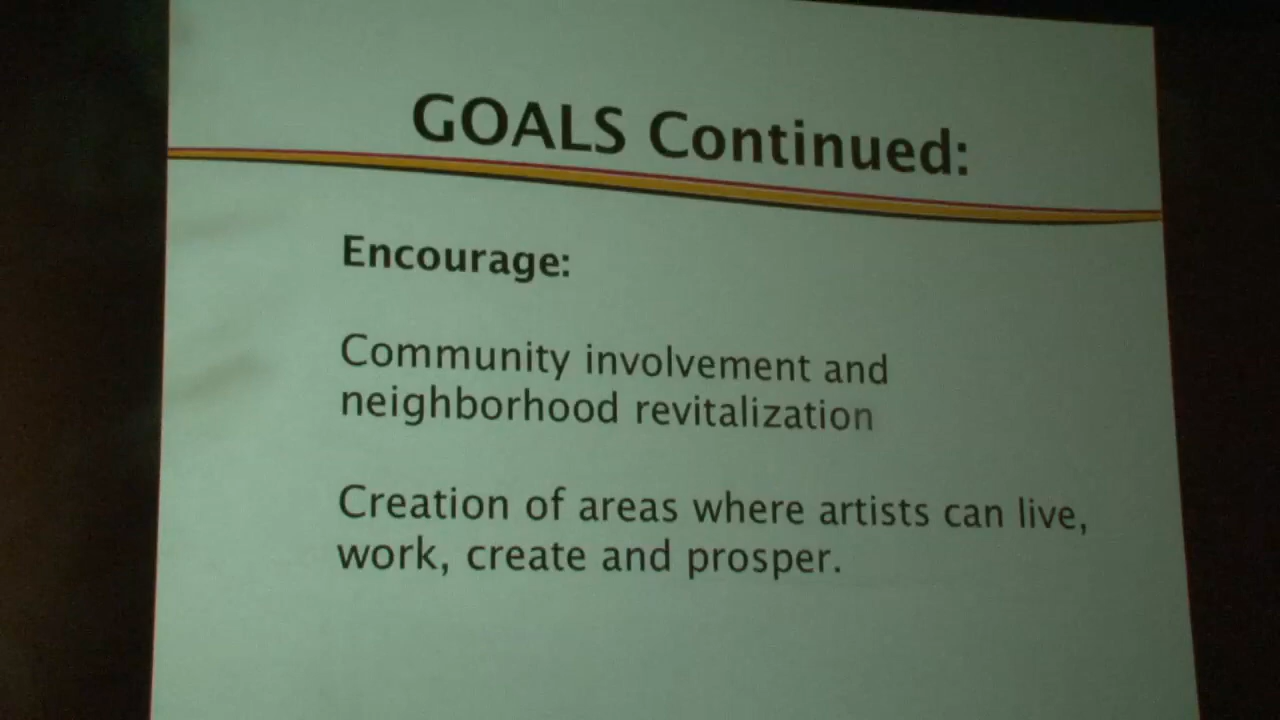 GOALS Continued:
Encourage:
Community involvement and
neighborhood revitalization
Creation of areas where artists can live,
work, create and prosper.